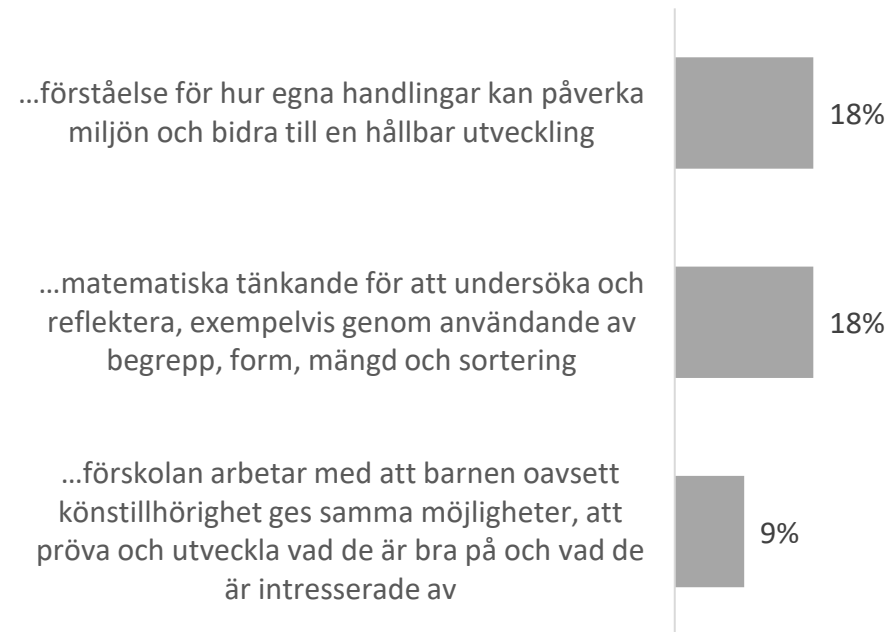 …förståelse för hur egna handlingar kan påverka
miljön och bidra till en hållbar utveckling
18%
…matematiska tänkande för att undersöka och
reflektera, exempelvis genom användande av
begrepp, form, mängd och sortering
18%
…förskolan arbetar med att barnen oavsett
könstillhörighet ges samma möjligheter, att
pröva och utveckla vad de är bra på och vad de
är intresserade av
9%